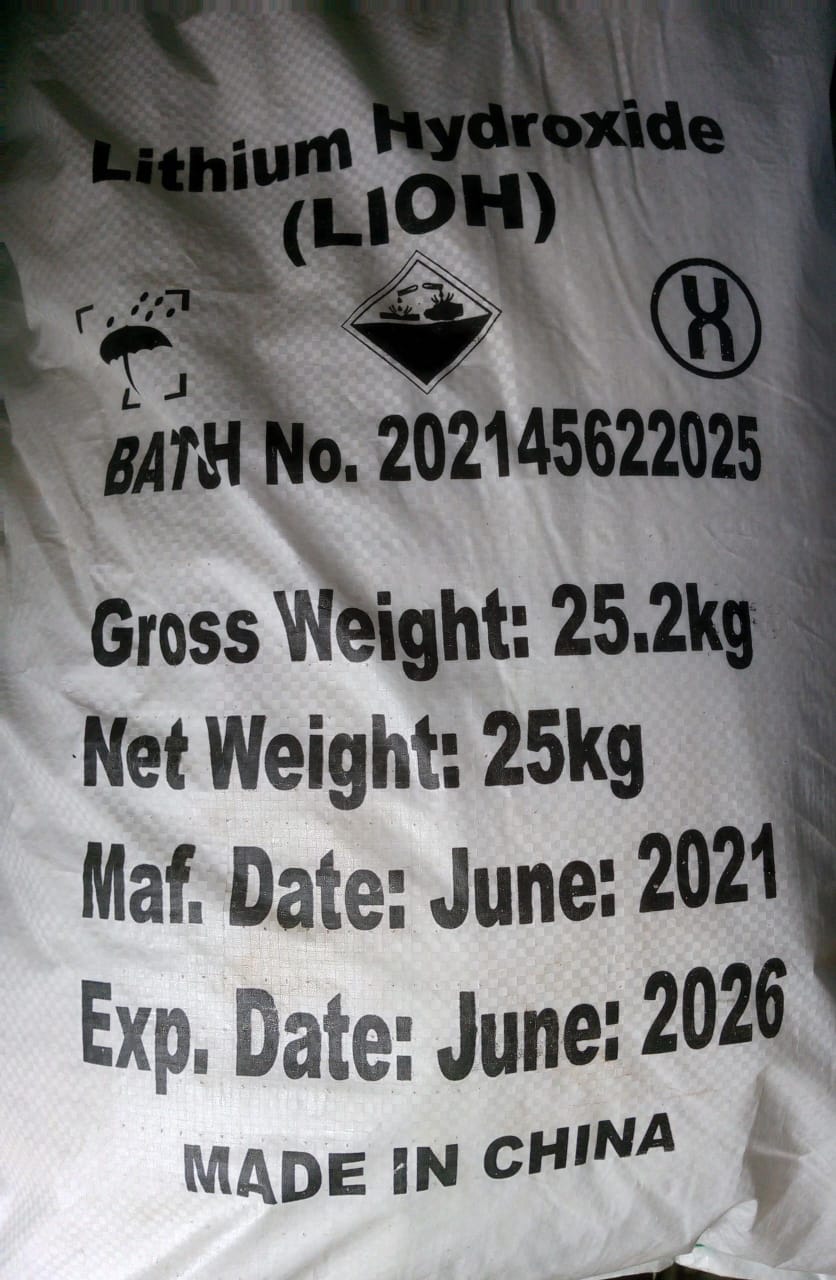 Lithium Hydroxide
(LIOH)
BATCH No. 202145622025
Gross Weight: 25.2kg
Net Weight: 25kg
Maf. Date: June: 2021
Exp. Date: June: 2026
MADE IN CHINA